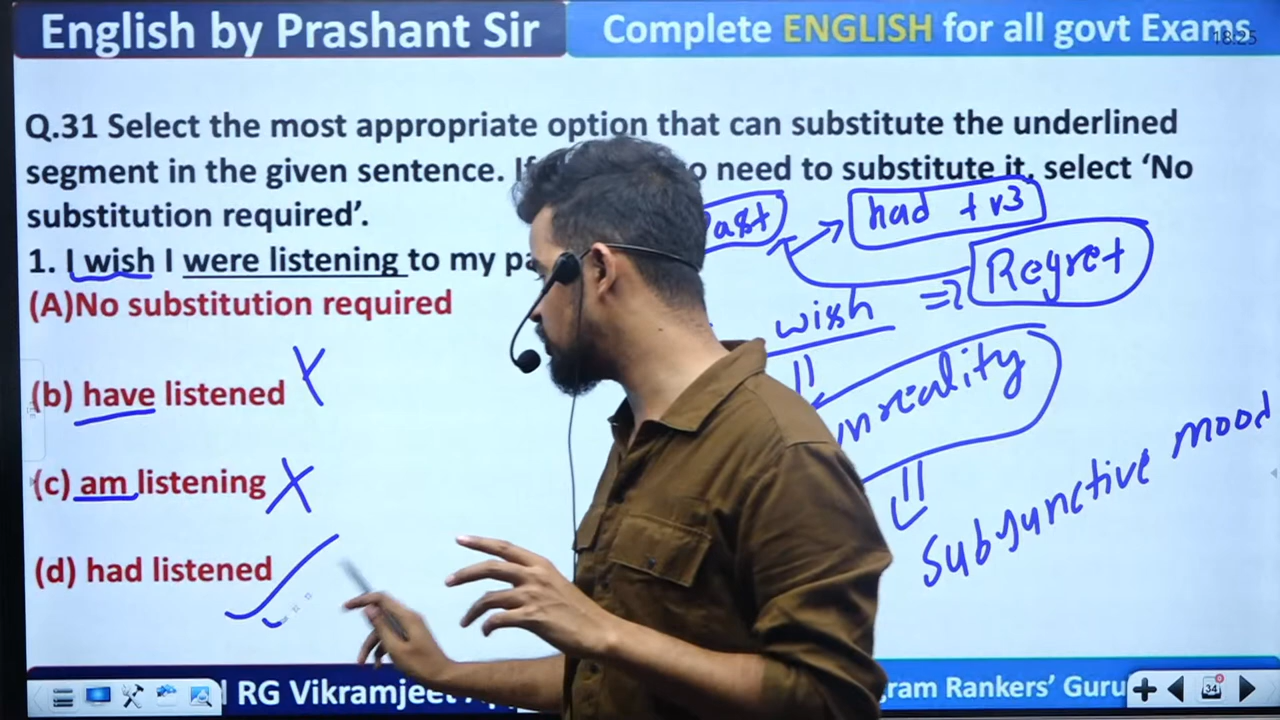 English by Prashant Sir
Complete ENGLISH for all govt Exams
18:25
Q.31 Select the most appropriate option that can substitute the underlined
segment in the given sentence. need to substitute it, select ‘No
substitution required’.
1. I wish I were listening to my
(A)No substitution required
(b) have listened
(c) am listening
(d) had listened
had + v3
Regret
wish
Subjunctive mood
RG Vikramjeet
Rankers’ Guru
34